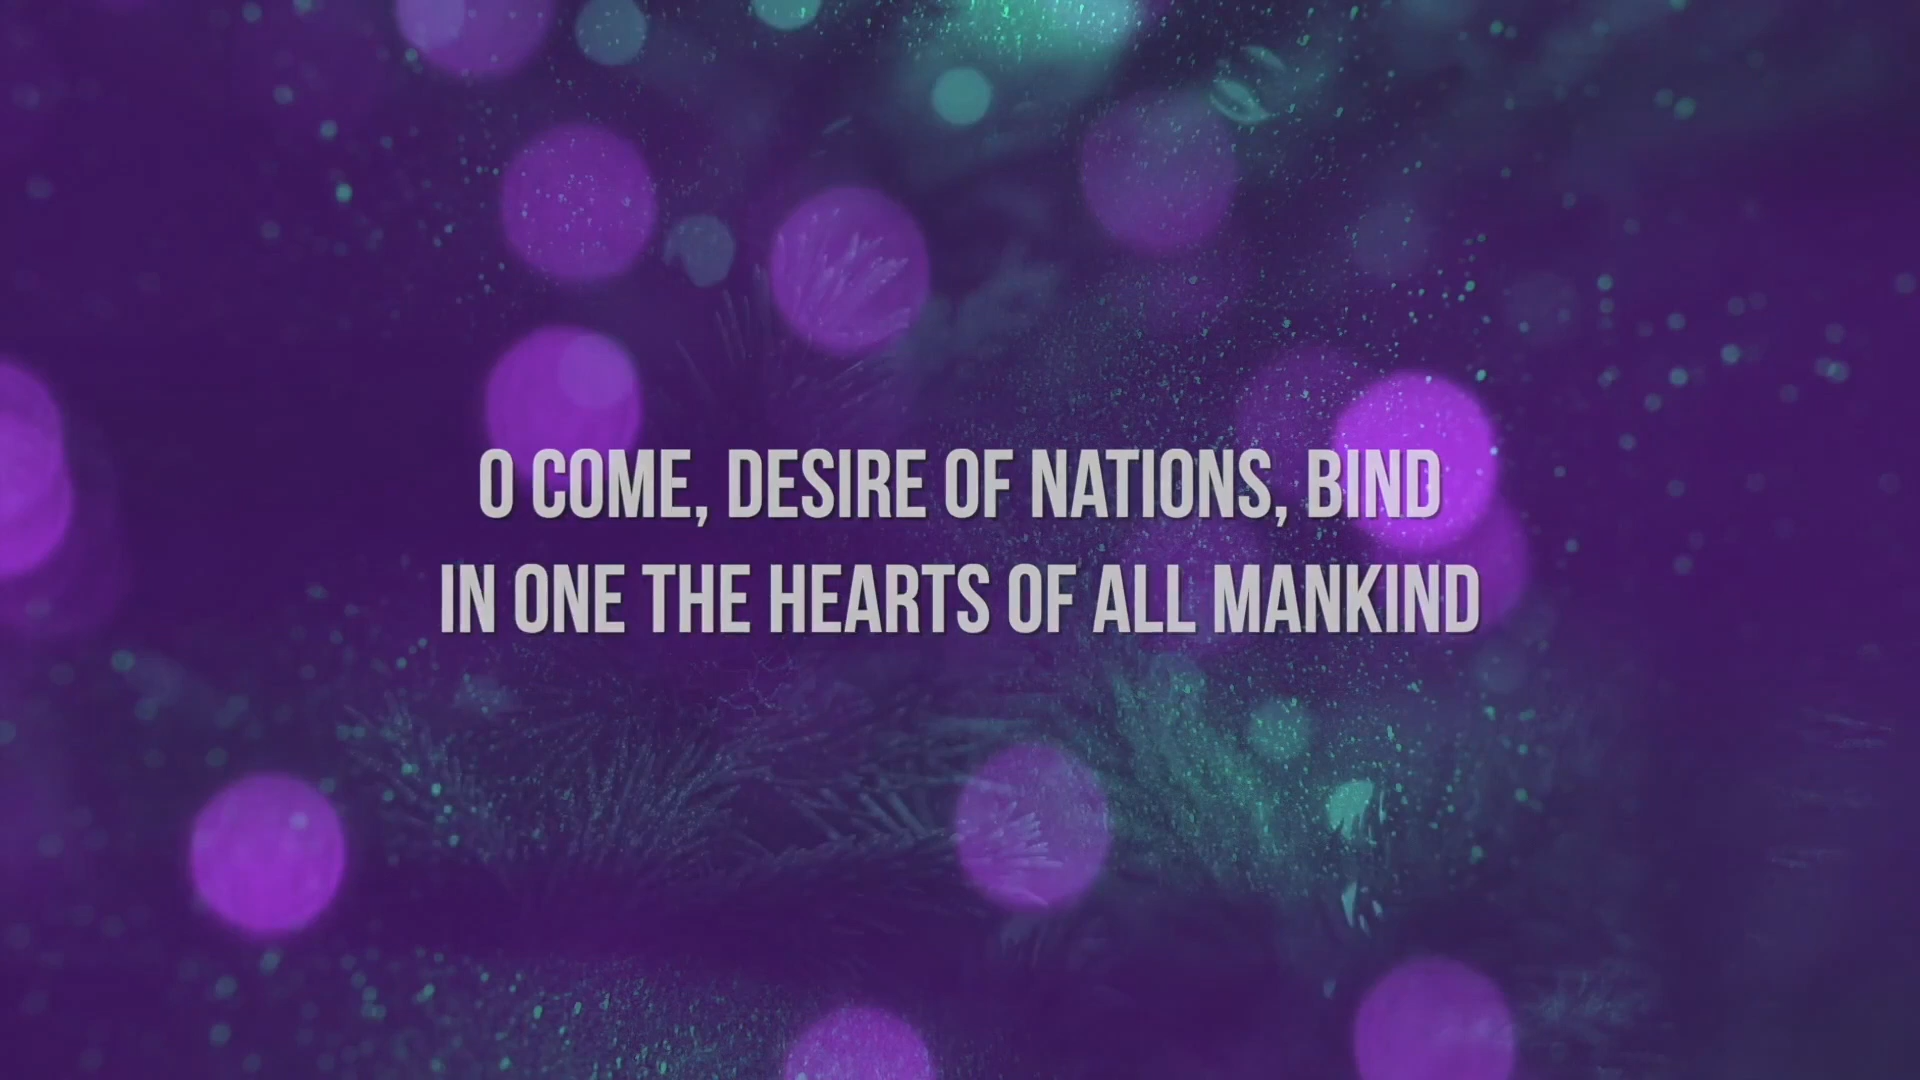 O COME, DESIRE OF NATIONS, BIND
IN ONE THE HEARTS OF ALL MANKIND